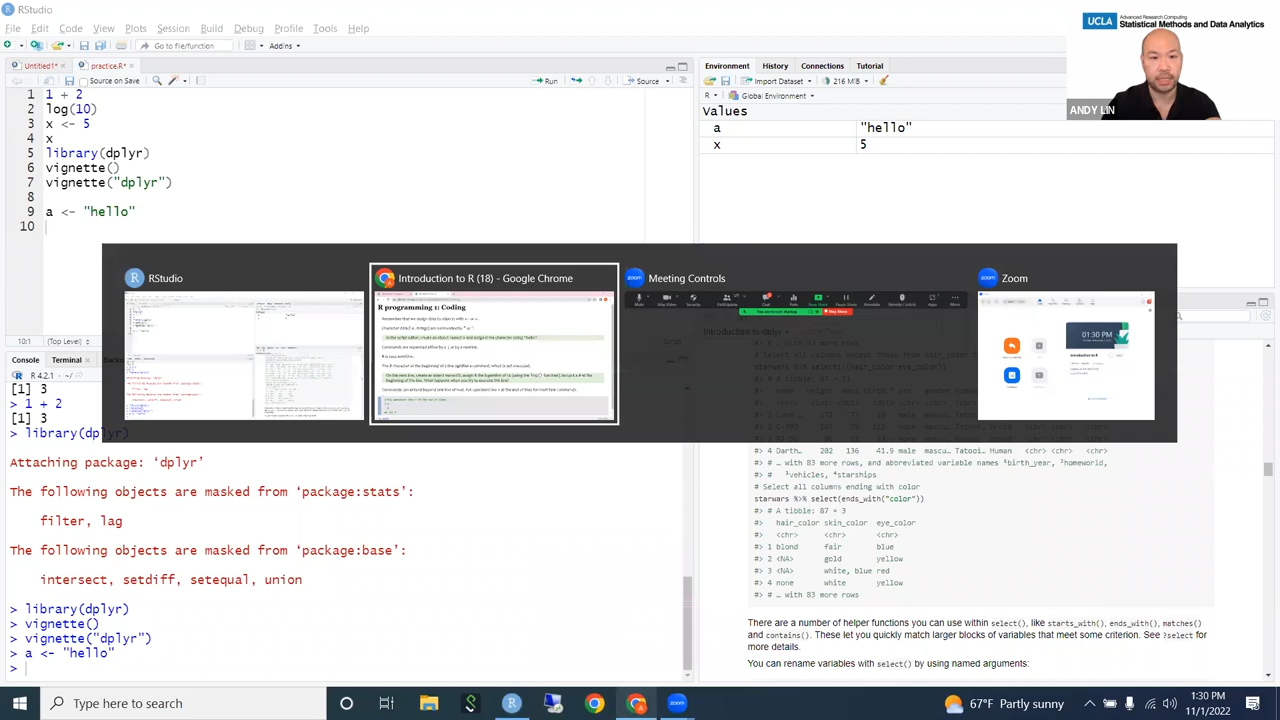 RStudio
File Edit Code View Plots Session Build Debug Profile Tools Help
Go to file/function Addins
Untitled1* practice.R*
Source on Save Run Source
1 1 + 2
2 log(10)
3 x <- 5
4 x
5 library(dplyr)
6 vignette()
7 vignette("dplyr")
8
9 a <- "hello"
10
Environment History Connections Tutorial
Import Dataset 216 MiB
R Global Environment
Values
a "hello"
x 5
UCLA Advanced Research Computing
Statistical Methods and Data Analytics
ANDY LIN
RStudio
Introduction to R (18) - Google Chrome
R programming 1: Coding
Meeting Controls
Zoom
01:30 PM
Introduction to R
Console Terminal
R 4.2.1 · ~/
[1] 3
> 1 + 2
[1] 3
> library(dplyr)
Attaching package: ‘dplyr’
The following objects are masked from ‘package:stats’:
filter, lag
The following objects are masked from ‘package:base’:
intersect, setdiff, setequal, union
> library(dplyr)
> vignette()
> vignette("dplyr")
> a <- "hello"
>
#> # … with 83 more rows, and abbreviated variable names ¹birth_year, ²homeworld,
#> # ³vehicles, ⁴starships
# Select all columns ending with color
starwars %>% select(ends_with("color"))
#> # A tibble: 87 × 3
#> hair_color skin_color eye_color
#> <chr> <chr> <chr>
#> 1 blond fair blue
#> 2 <NA> gold yellow
#> 3 <NA> white, blue red
#> 4 none white yellow
#> # … with 83 more rows
There are a number of helper functions you can use within select(), like starts_with(), ends_with(), matches()
and contains(). These let you quickly match larger blocks of variables that meet some criterion. See ?select for
more details.
You can rename variables with select() by using named arguments:
Type here to search
67°F Partly sunny
1:30 PM
11/1/2022